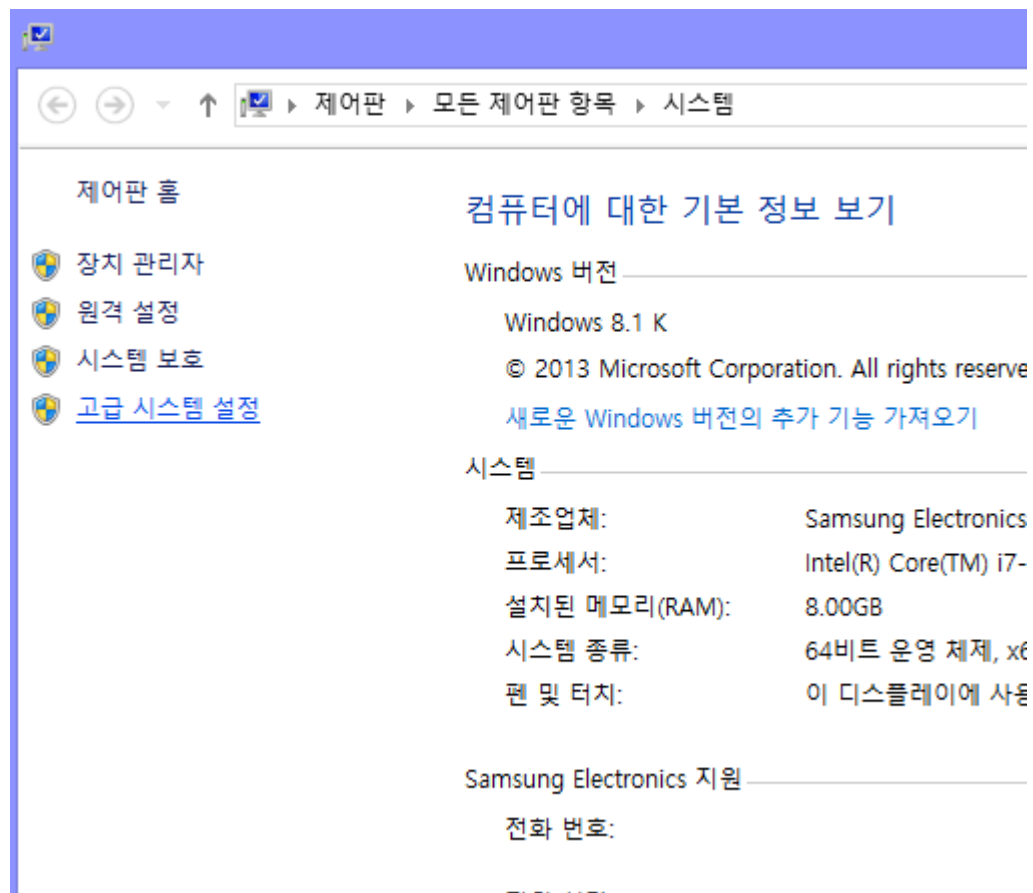 제어판 ▸ 모든 제어판 항목 ▸ 시스템
제어판 홈
장치 관리자
원격 설정
시스템 보호
고급 시스템 설정
컴퓨터에 대한 기본 정보 보기
Windows 버전
Windows 8.1 K
© 2013 Microsoft Corporation. All rights reserve
새로운 Windows 버전의 추가 기능 가져오기
시스템
제조업체: Samsung Electronics
프로세서: Intel(R) Core(TM) i7-
설치된 메모리(RAM): 8.00GB
시스템 종류: 64비트 운영 체제, x6
펜 및 터치: 이 디스플레이에 사용
Samsung Electronics 지원
전화 번호: